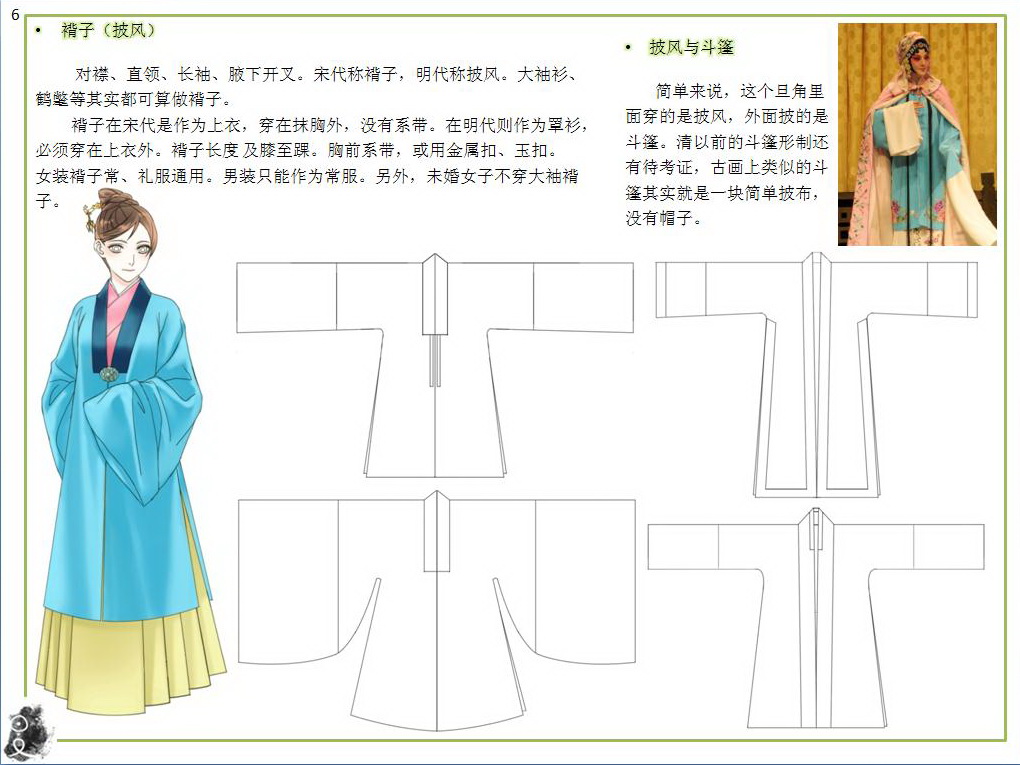 6
• 褙子（披风）
对襟、直领、长袖、腋下开叉。宋代称褙子，明代称披风。大袖衫、
鹤氅等其实都可算做褙子。
褙子在宋代是作为上衣，穿在抹胸外，没有系带。在明代则作为罩衫，
必须穿在上衣外。褙子长度 及膝至踝。胸前系带，或用金属扣、玉扣。
女装褙子常、礼服通用。男装只能作为常服。另外，未婚女子不穿大袖褙
子。
• 披风与斗篷
简单来说，这个旦角里
面穿的是披风，外面披的是
斗篷。清以前的斗篷形制还
有待考证，古画上类似的斗
篷其实就是一块简单披布，
没有帽子。